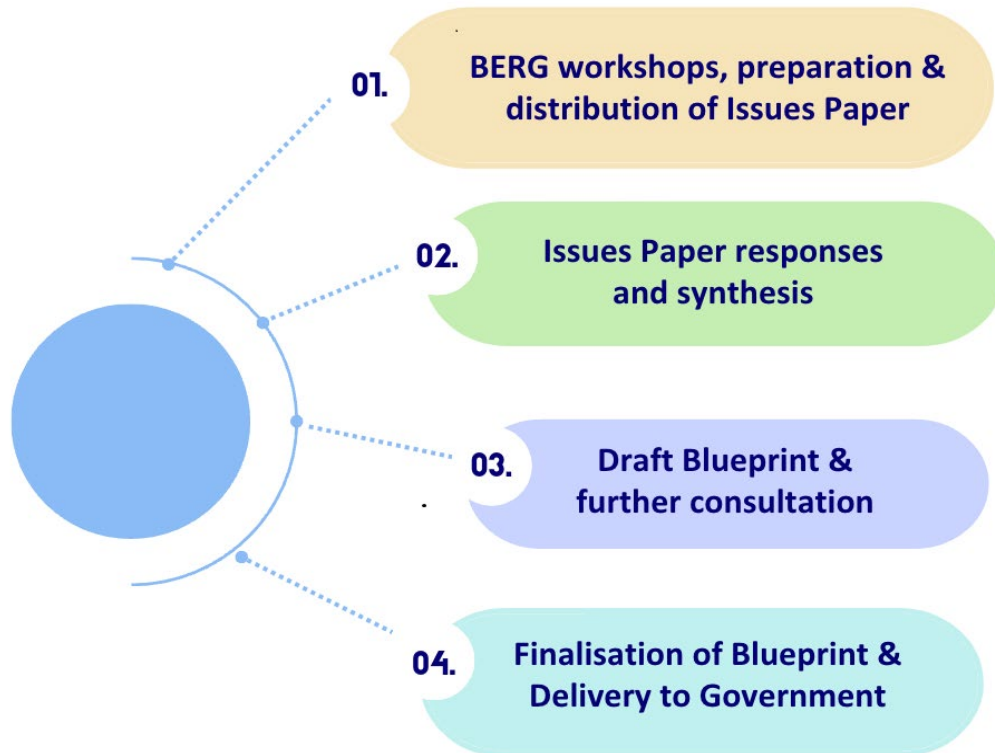 01.
BERG workshops, preparation &
distribution of Issues Paper
02.
Issues Paper responses
and synthesis
03.
Draft Blueprint &
further consultation
04.
Finalisation of Blueprint &
Delivery to Government